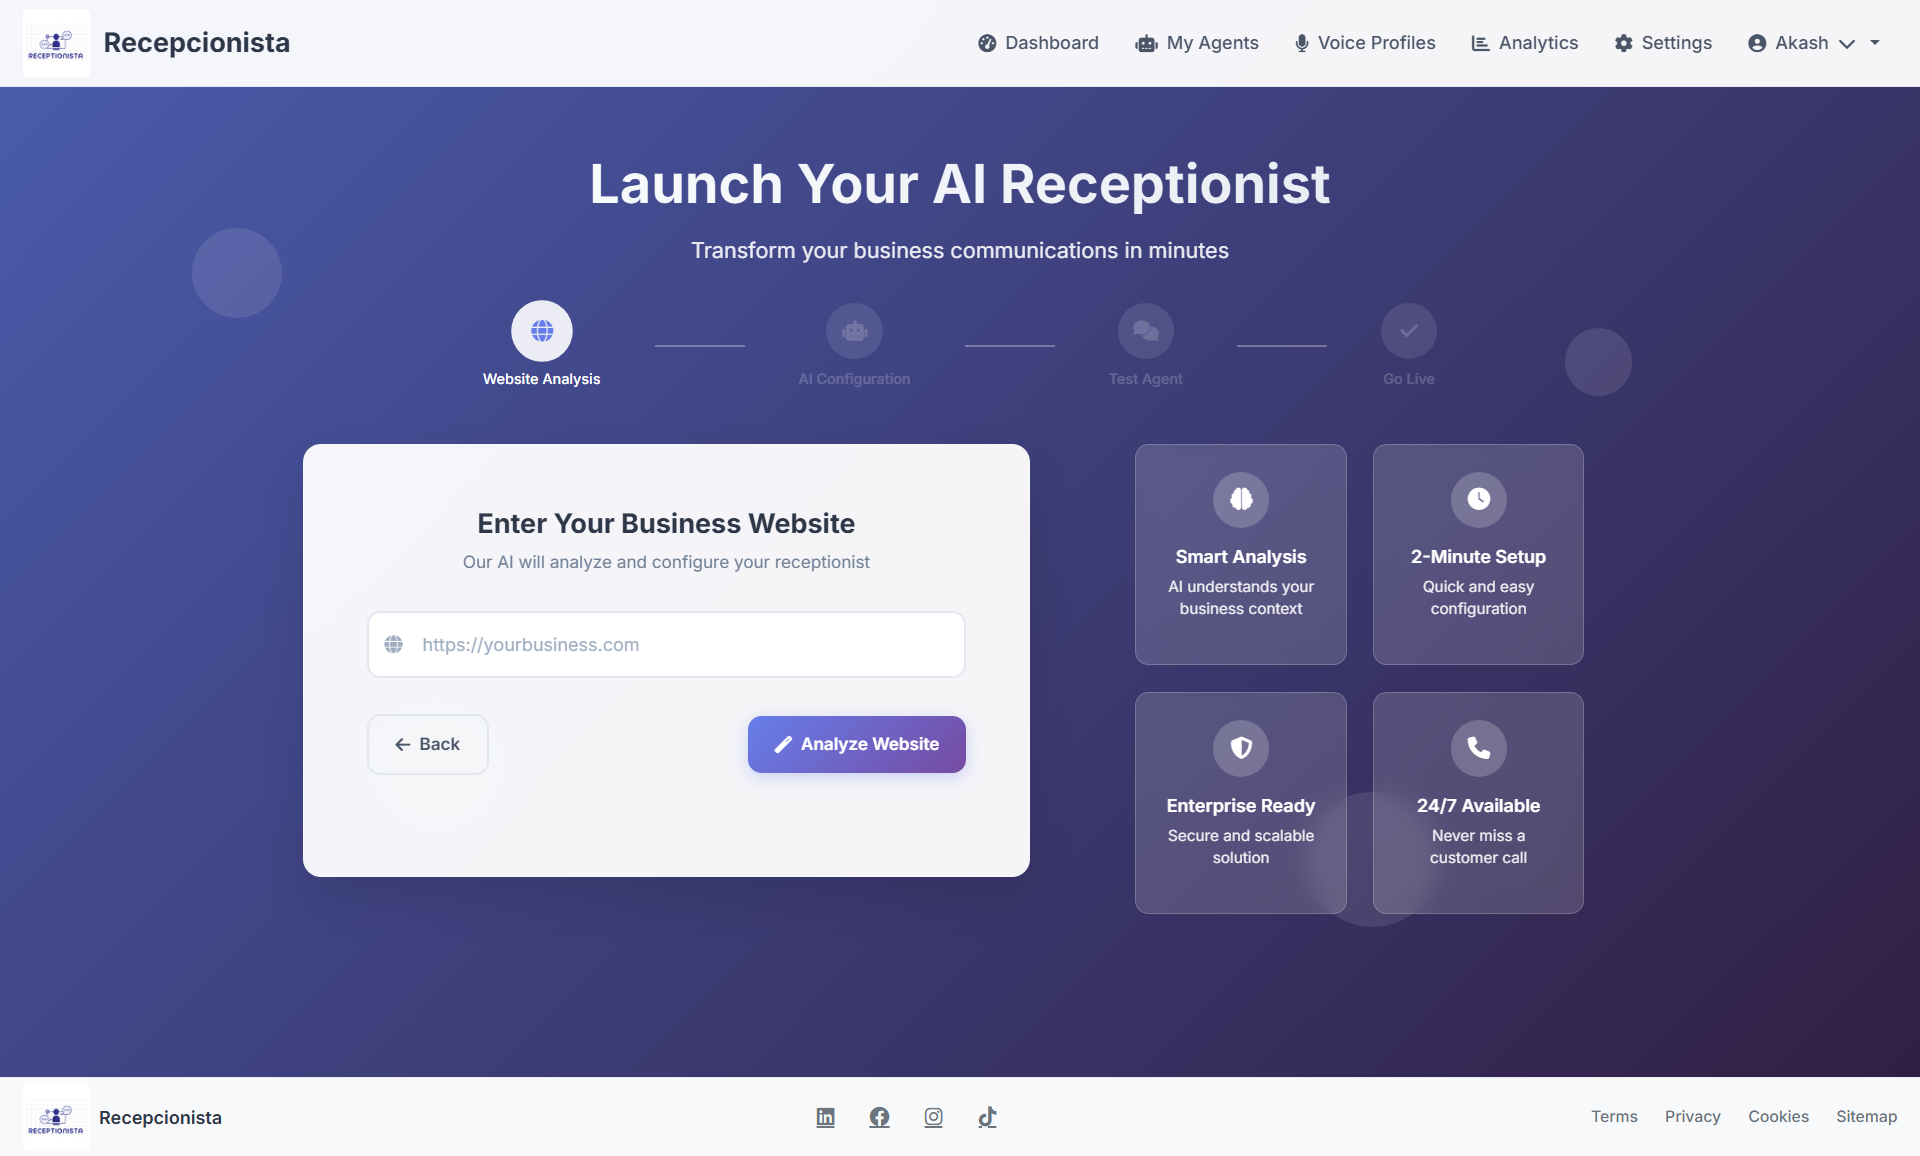 RECEPTIONISTA
Recepcionista
Dashboard
My Agents
Voice Profiles
Analytics
Settings
Akash
Launch Your AI Receptionist
Transform your business communications in minutes
Website Analysis
AI Configuration
Test Agent
Go Live
Enter Your Business Website
Our AI will analyze and configure your receptionist
https://yourbusiness.com
Back
Analyze Website
Smart Analysis
AI understands your
business context
2-Minute Setup
Quick and easy
configuration
Enterprise Ready
Secure and scalable
solution
24/7 Available
Never miss a
customer call
RECEPTIONISTA
Recepcionista
Terms
Privacy
Cookies
Sitemap